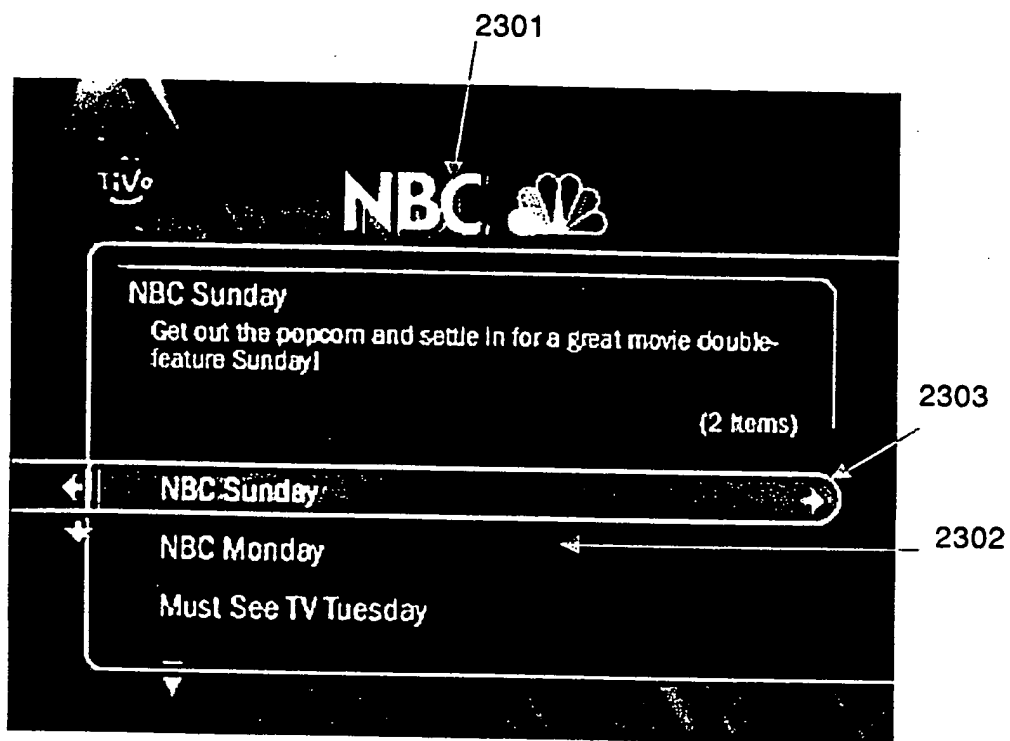 2301
TiVo
NBC
NBC Sunday
Get out the popcorn and settle in for a great movie double-
feature Sunday!
(2 Items)
2303
NBC Sunday
NBC Monday
2302
Must See TV Tuesday